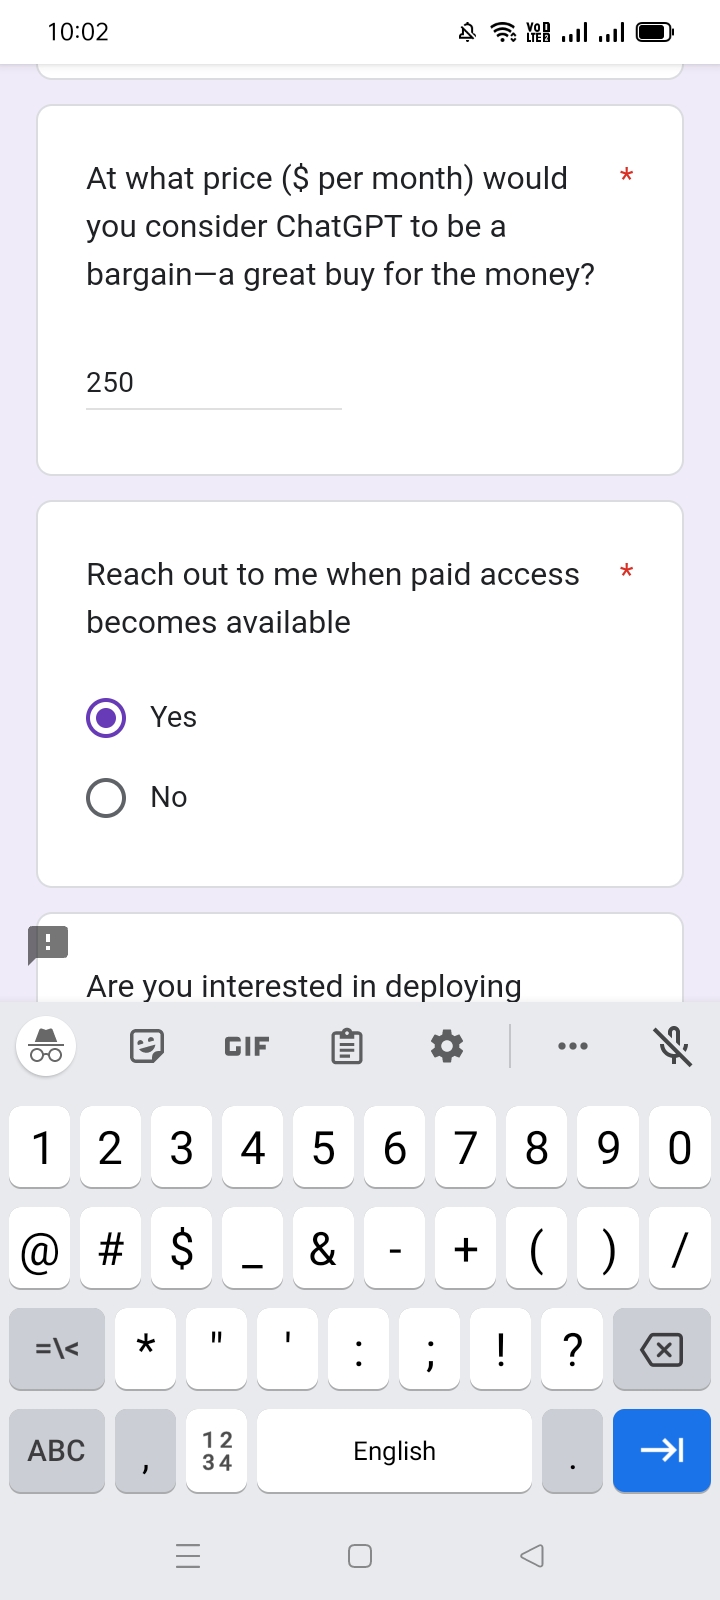 10:02
VoD LTE2
At what price ($ per month) would *
you consider ChatGPT to be a
bargain—a great buy for the money?
250
Reach out to me when paid access *
becomes available
Yes
No
Are you interested in deploying
GIF
1 2 3 4 5 6 7 8 9 0
@ # $ _ & - + ( ) /
=\< * " ' : ; ! ?
ABC , 12 34 English .